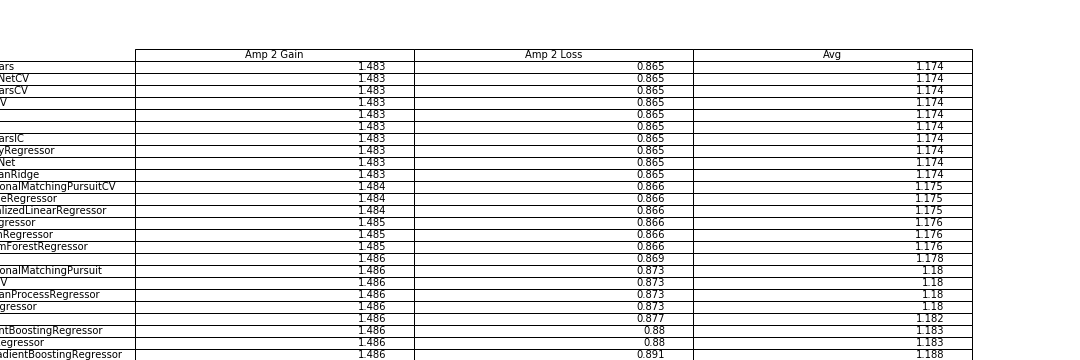 Amp 2 Gain Amp 2 Loss Avg
ars 1.483 0.865 1.174
NetCV 1.483 0.865 1.174
arsCV 1.483 0.865 1.174
V 1.483 0.865 1.174
1.483 0.865 1.174
1.483 0.865 1.174
arsIC 1.483 0.865 1.174
yRegressor 1.483 0.865 1.174
Net 1.483 0.865 1.174
anRidge 1.483 0.865 1.174
onalMatchingPursuitCV 1.484 0.866 1.175
eRegressor 1.484 0.866 1.175
alizedLinearRegressor 1.484 0.866 1.175
gressor 1.485 0.866 1.176
nRegressor 1.485 0.866 1.176
mForestRegressor 1.485 0.866 1.176
1.486 0.869 1.178
onalMatchingPursuit 1.486 0.873 1.18
V 1.486 0.873 1.18
anProcessRegressor 1.486 0.873 1.18
gressor 1.486 0.873 1.18
1.486 0.877 1.182
ntBoostingRegressor 1.486 0.88 1.183
Regressor 1.486 0.88 1.183
adientBoostingRegressor 1.486 0.891 1.188